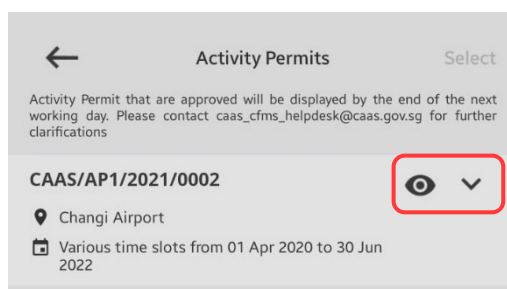 Activity Permits Select
Activity Permit that are approved will be displayed by the end of the next
working day. Please contact caas_cfms_helpdesk@caas.gov.sg for further
clarifications
CAAS/AP1/2021/0002
Changi Airport
Various time slots from 01 Apr 2020 to 30 Jun
2022